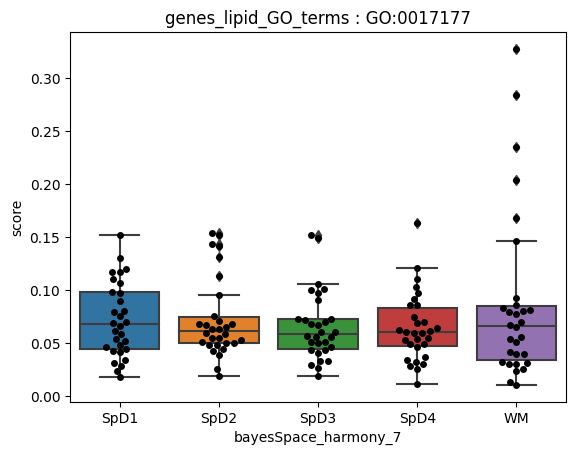 genes_lipid_GO_terms : GO:0017177
score
0.30
0.25
0.20
0.15
0.10
0.05
0.00
SpD1 SpD2 SpD3 SpD4 WM
bayesSpace_harmony_7